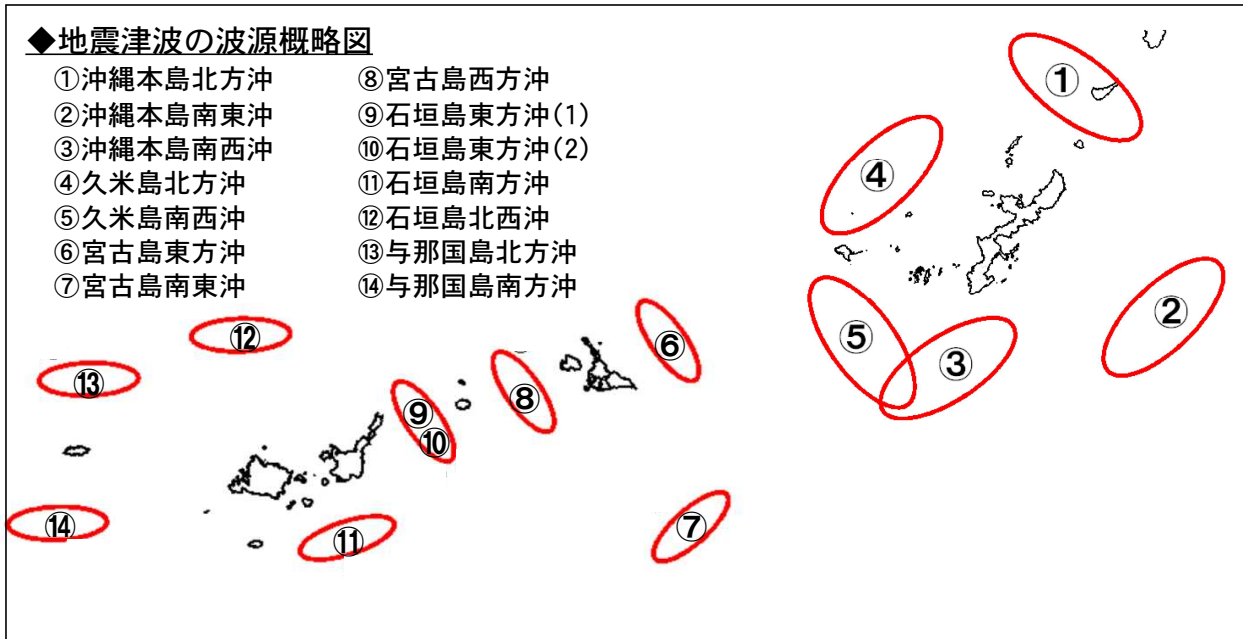 ◆地震津波の波源概略図
①沖縄本島北方沖
②沖縄本島南東沖
③沖縄本島南西沖
④久米島北方沖
⑤久米島南西沖
⑥宮古島東方沖
⑦宮古島南東沖
⑧宮古島西方沖
⑨石垣島東方沖(1)
⑩石垣島東方沖(2)
⑪石垣島南方沖
⑫石垣島北西沖
⑬与那国島北方沖
⑭与那国島南方沖
①
④
②
⑤
③
⑥
⑫
⑬
⑧
⑨
⑩
⑭
⑪
⑦